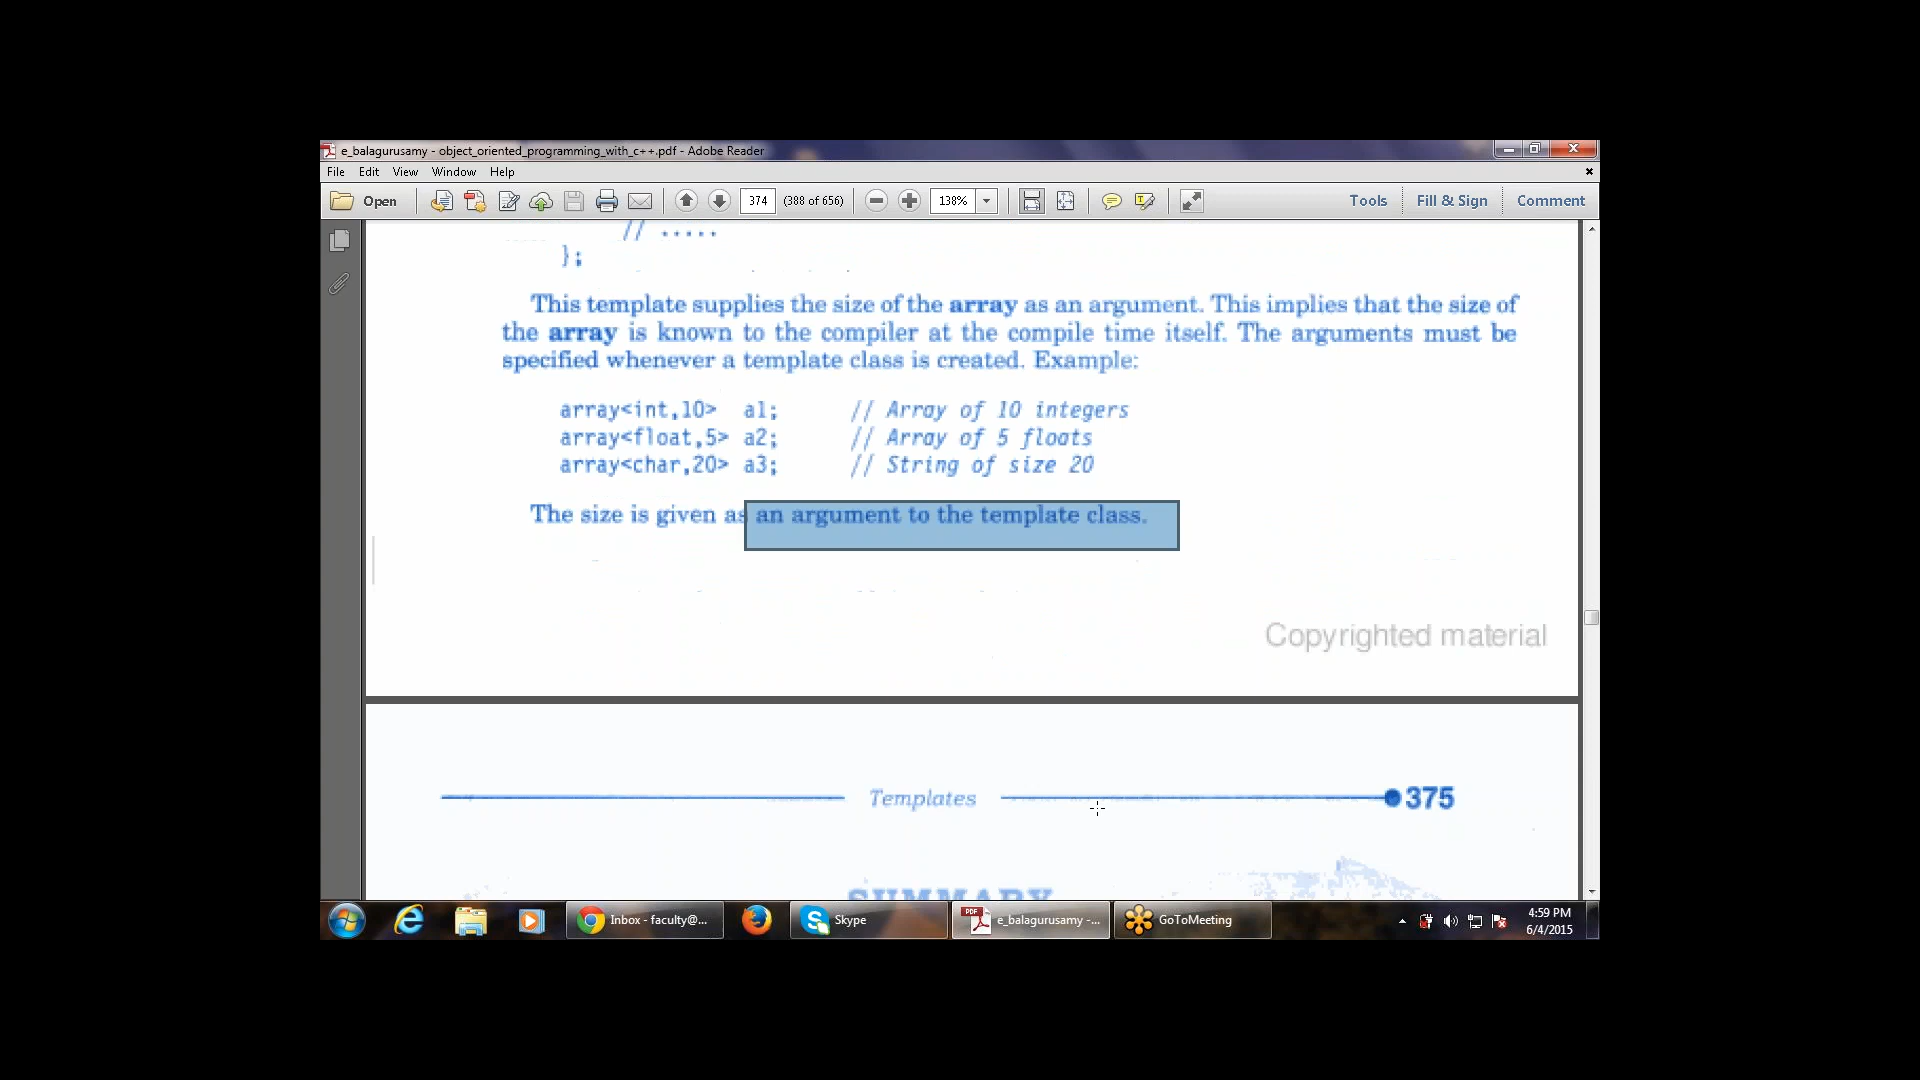 e_balagurusamy - object_oriented_programming_with_c++.pdf - Adobe Reader
File Edit View Window Help
Open 374 (388 of 656) 138% Tools Fill & Sign Comment
// .....
};
This template supplies the size of the array as an argument. This implies that the size of
the array is known to the compiler at the compile time itself. The arguments must be
specified whenever a template class is created. Example:
array<int,10> a1; // Array of 10 integers
array<float,5> a2; // Array of 5 floats
array<char,20> a3; // String of size 20
The size is given as an argument to the template class.
Copyrighted material
Templates 375
SUMMARY
Inbox - faculty@... Skype e_balagurusamy -... GoToMeeting 4:59 PM
6/4/2015